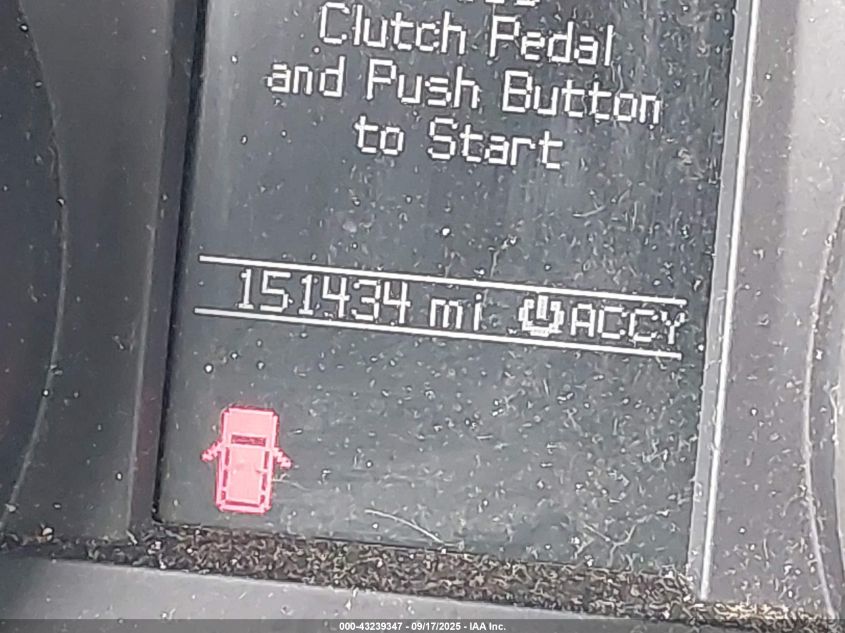 Clutch Pedal
and Push Button
to Start
151434 mi ACCY
000-43239347 - 09/17/2025 - IAA Inc.